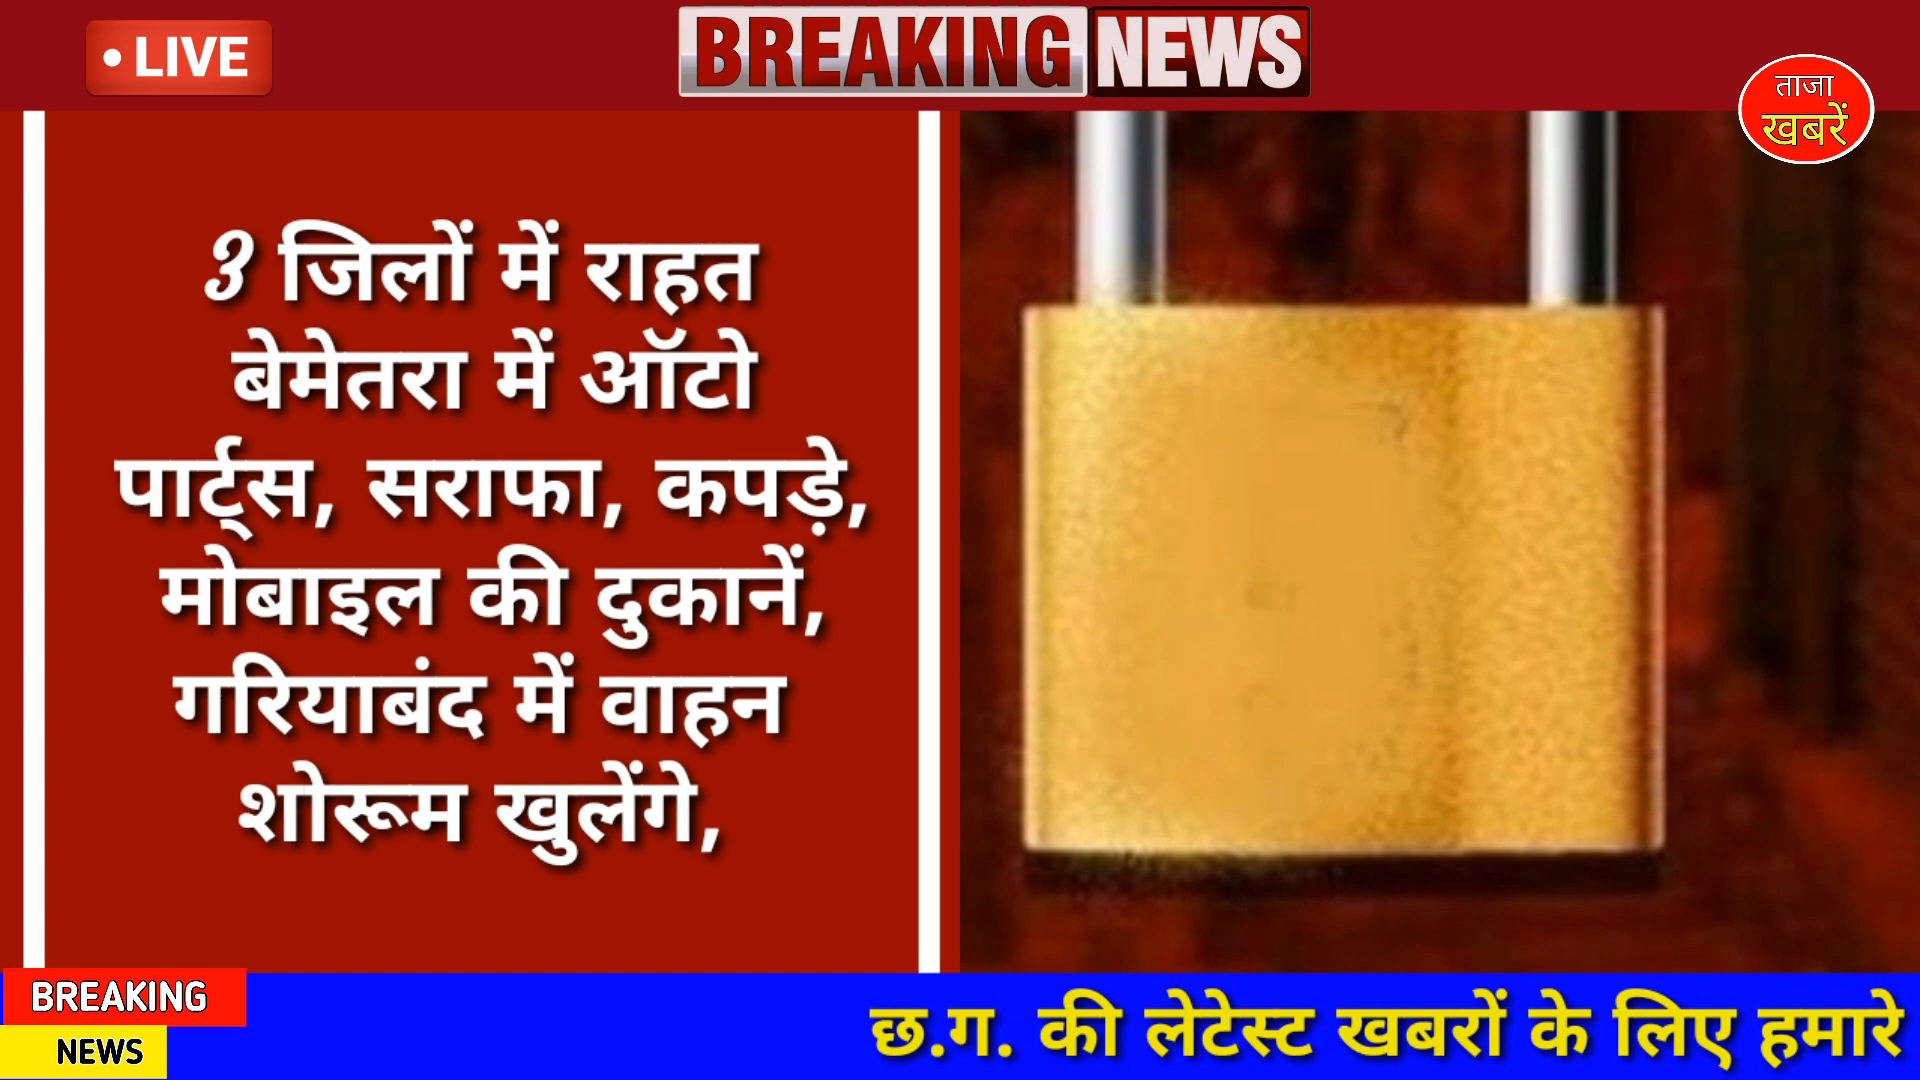 • LIVE
BREAKING NEWS
ताजा
खबरें
3 जिलों में राहत
बेमेतरा में ऑटो
पार्ट्स, सराफा, कपड़े,
मोबाइल की दुकानें,
गरियाबंद में वाहन
शोरूम खुलेंगे,
BREAKING
NEWS
छ.ग. की लेटेस्ट खबरों के लिए हमारे